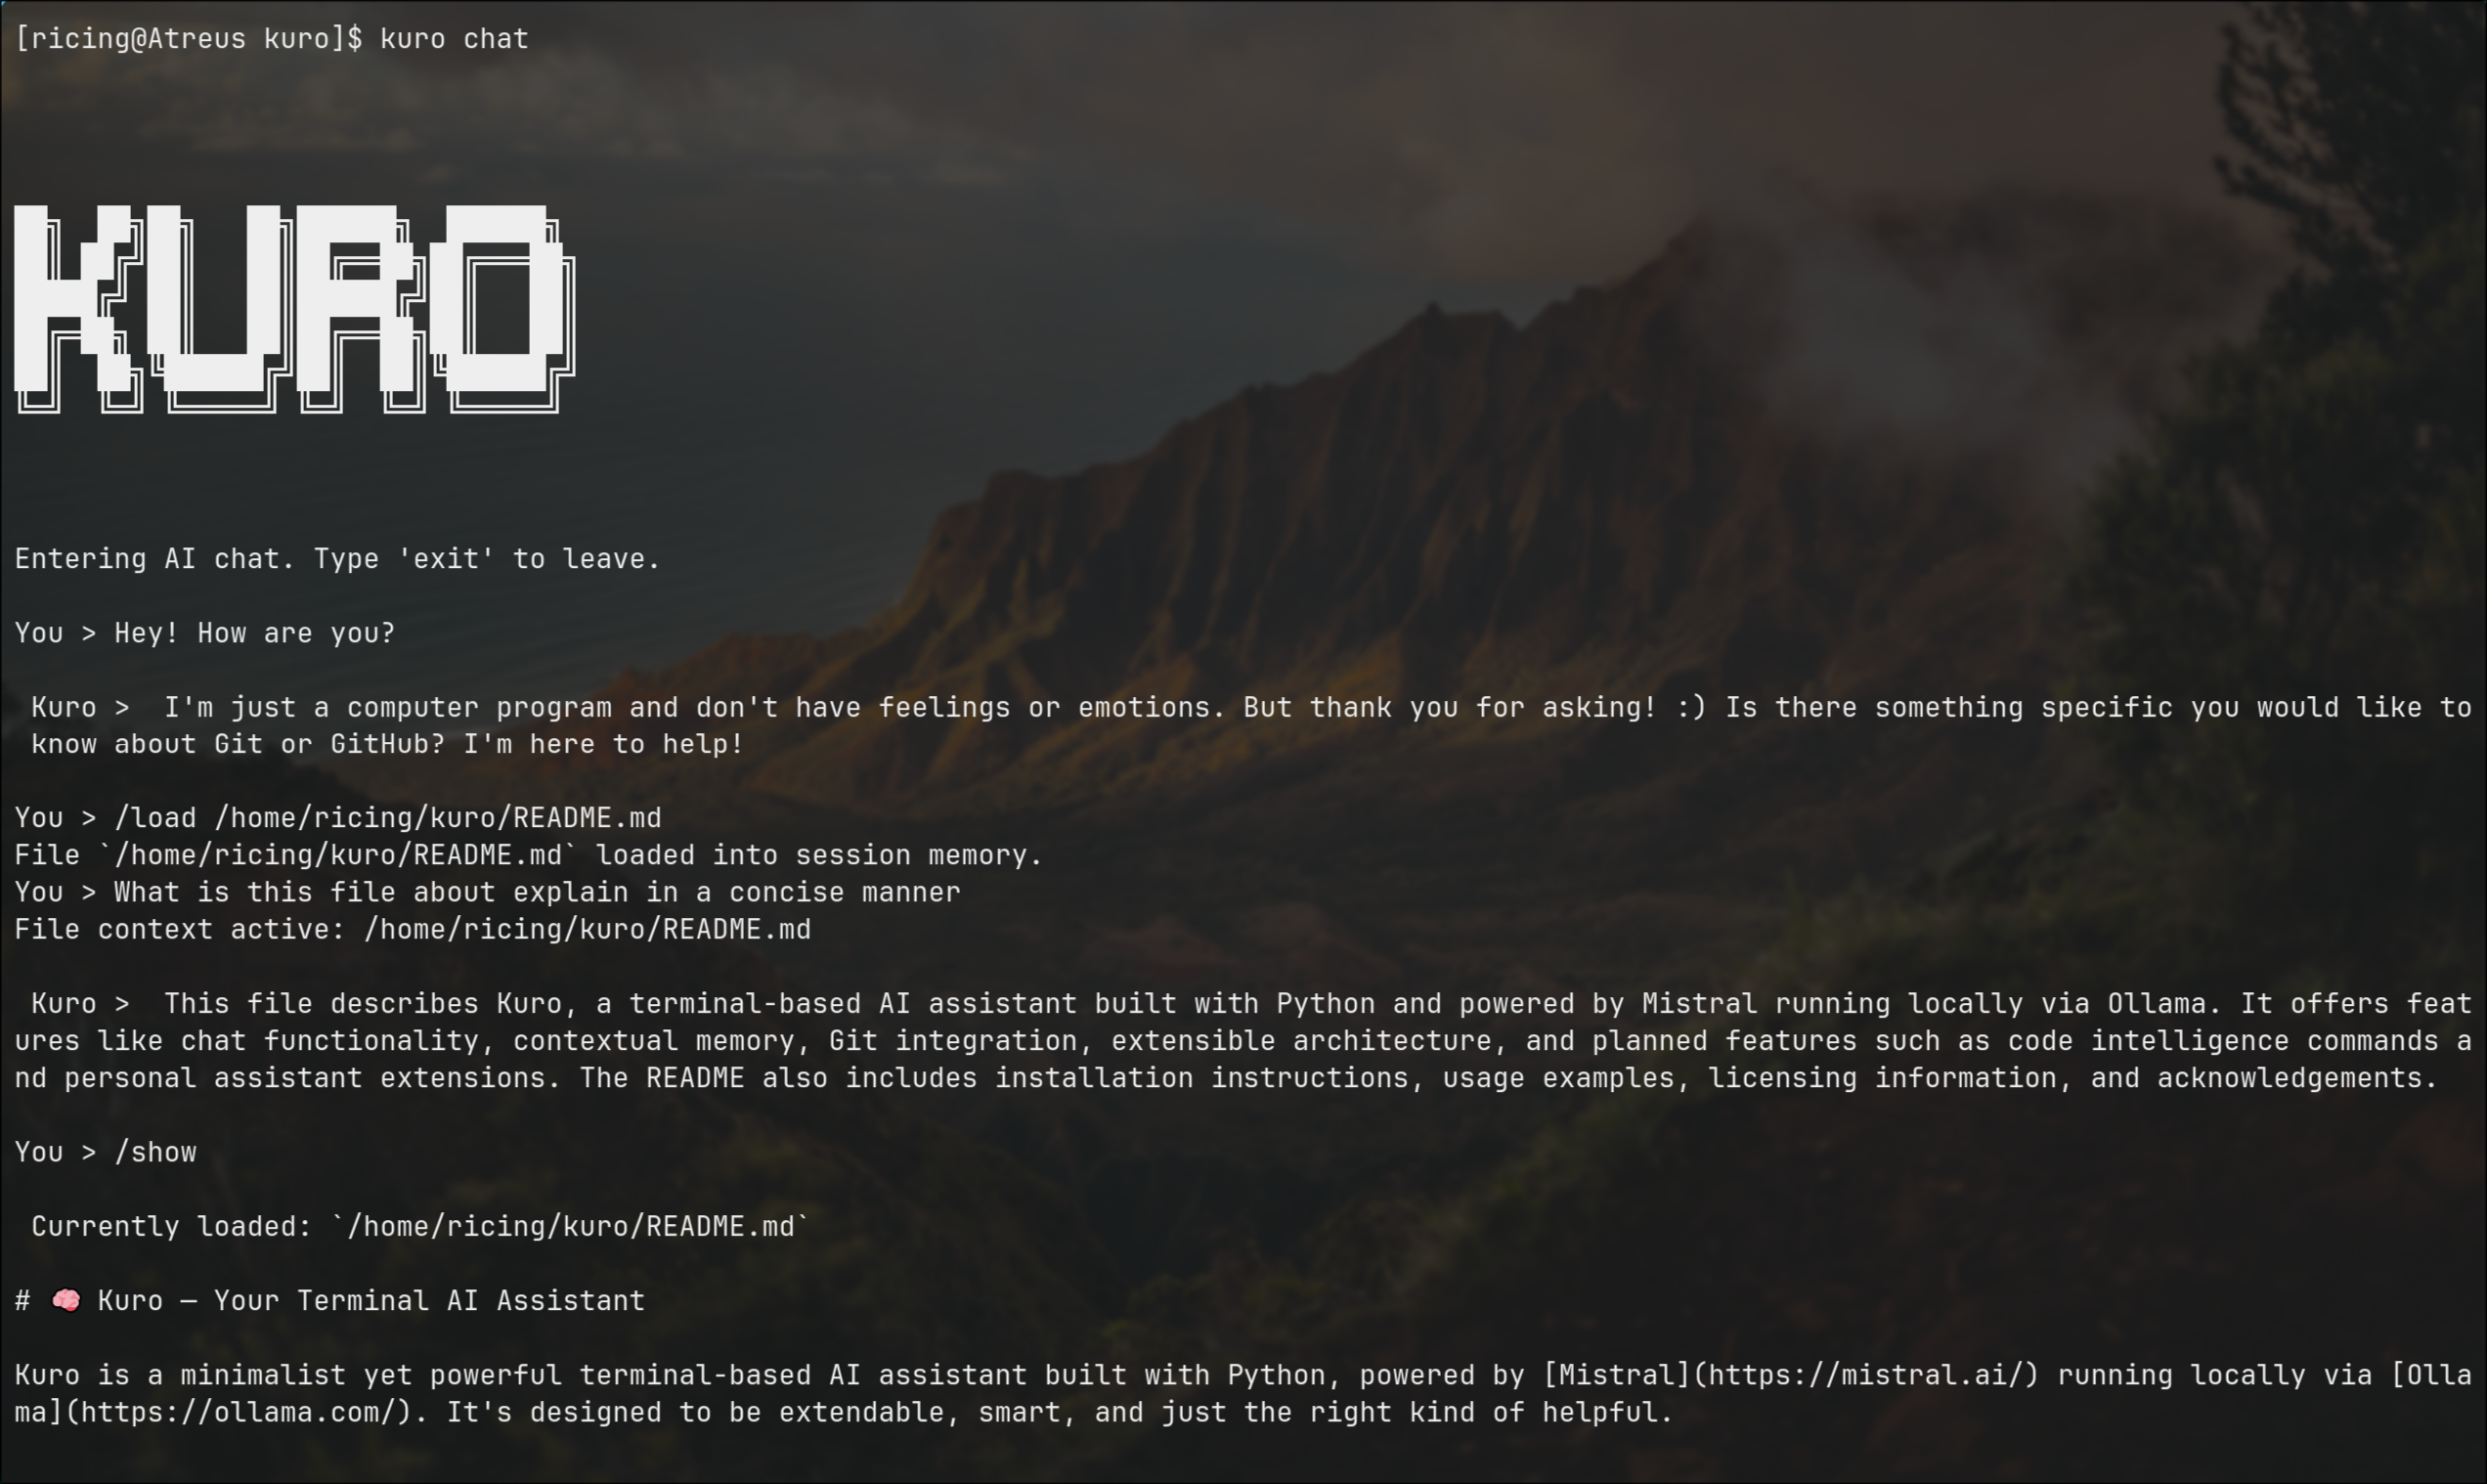 [ricing@Atreus kuro]$ kuro chat
KURO
Entering AI chat. Type 'exit' to leave.
You > Hey! How are you?
Kuro >  I'm just a computer program and don't have feelings or emotions. But thank you for asking! :) Is there something specific you would like to
know about Git or GitHub? I'm here to help!
You > /load /home/ricing/kuro/README.md
File `/home/ricing/kuro/README.md` loaded into session memory.
You > What is this file about explain in a concise manner
File context active: /home/ricing/kuro/README.md
Kuro >  This file describes Kuro, a terminal-based AI assistant built with Python and powered by Mistral running locally via Ollama. It offers feat
ures like chat functionality, contextual memory, Git integration, extensible architecture, and planned features such as code intelligence commands a
nd personal assistant extensions. The README also includes installation instructions, usage examples, licensing information, and acknowledgements.
You > /show
Currently loaded: `/home/ricing/kuro/README.md`
# 🧠 Kuro — Your Terminal AI Assistant
Kuro is a minimalist yet powerful terminal-based AI assistant built with Python, powered by [Mistral](https://mistral.ai/) running locally via [Olla
ma](https://ollama.com/). It's designed to be extendable, smart, and just the right kind of helpful.